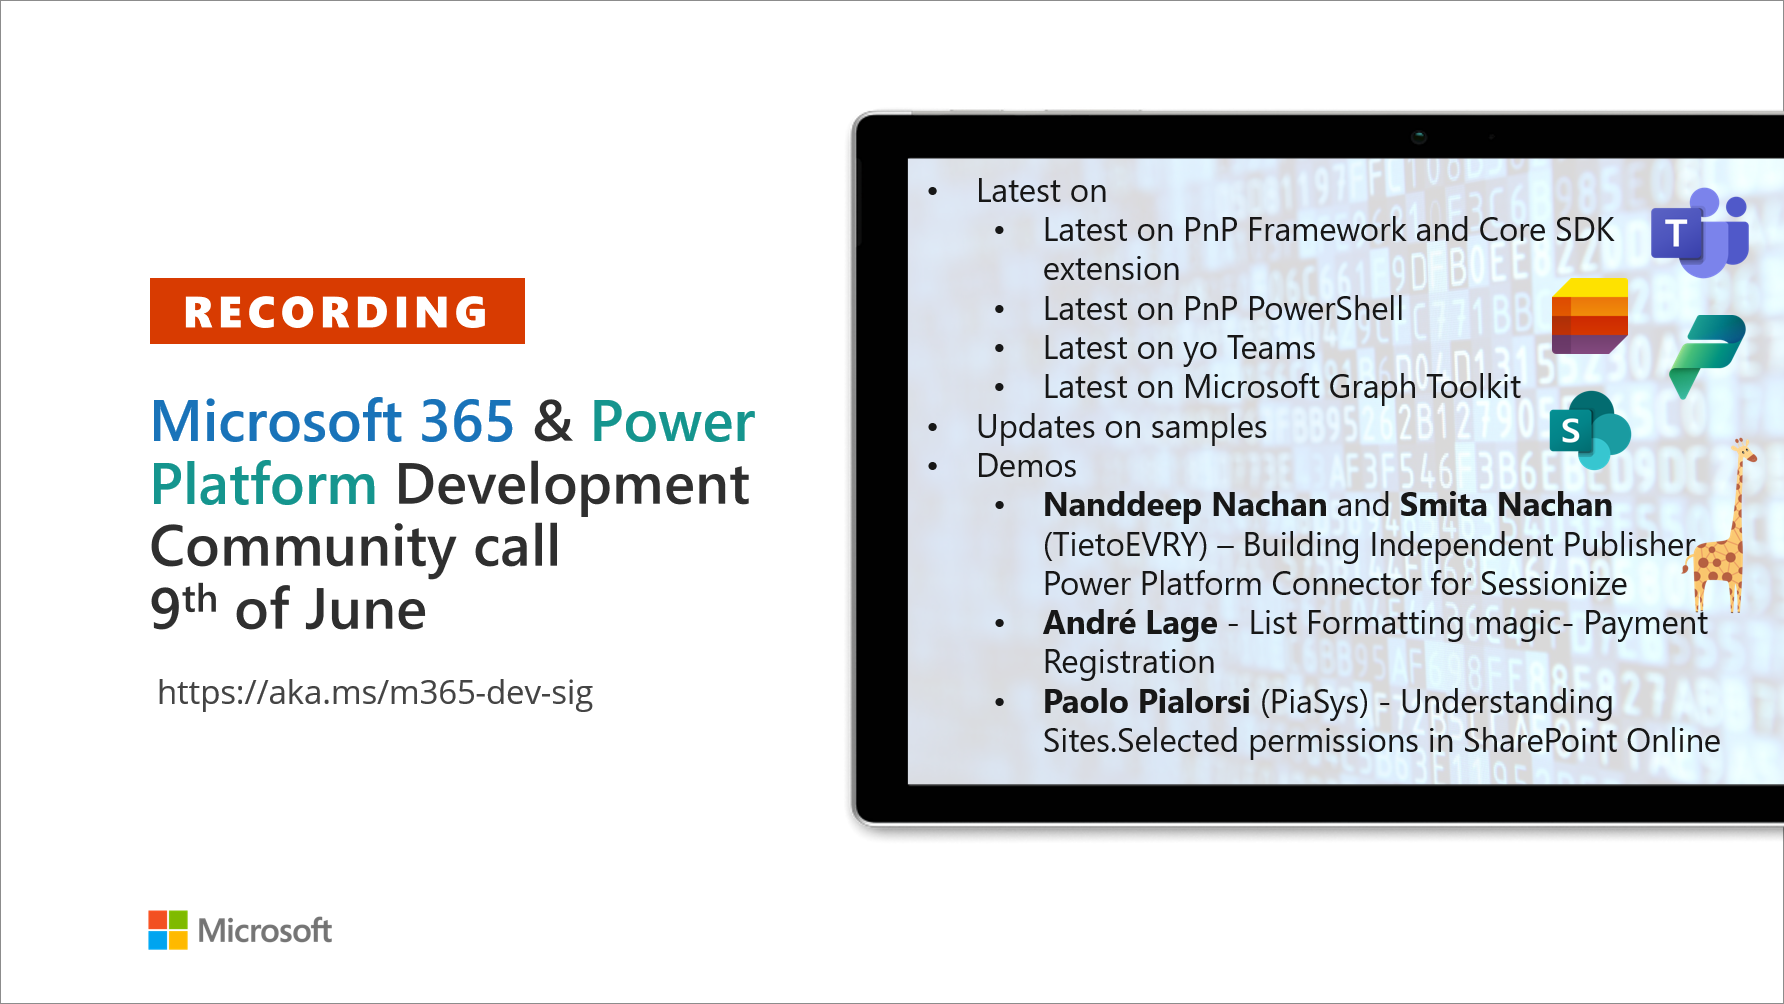 RECORDING
Microsoft 365 & Power
Platform Development
Community call
9th of June
https://aka.ms/m365-dev-sig
Microsoft
• Latest on
• Latest on PnP Framework and Core SDK
extension
• Latest on PnP PowerShell
• Latest on yo Teams
• Latest on Microsoft Graph Toolkit
• Updates on samples
• Demos
• Nanddeep Nachan and Smita Nachan
(TietoEVRY) – Building Independent Publisher
Power Platform Connector for Sessionize
• André Lage - List Formatting magic- Payment
Registration
• Paolo Pialorsi (PiaSys) - Understanding
Sites.Selected permissions in SharePoint Online
T
S